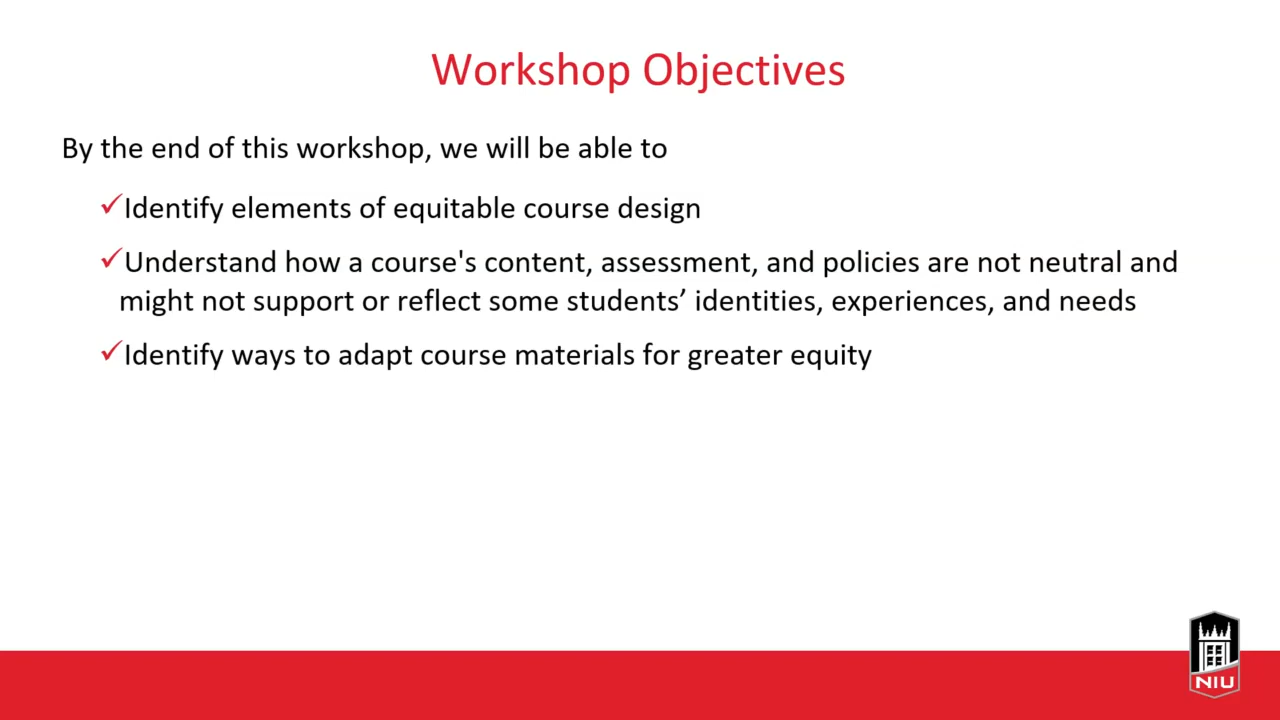 Workshop Objectives
By the end of this workshop, we will be able to
✓Identify elements of equitable course design
✓Understand how a course's content, assessment, and policies are not neutral and
might not support or reflect some students’ identities, experiences, and needs
✓Identify ways to adapt course materials for greater equity
NIU